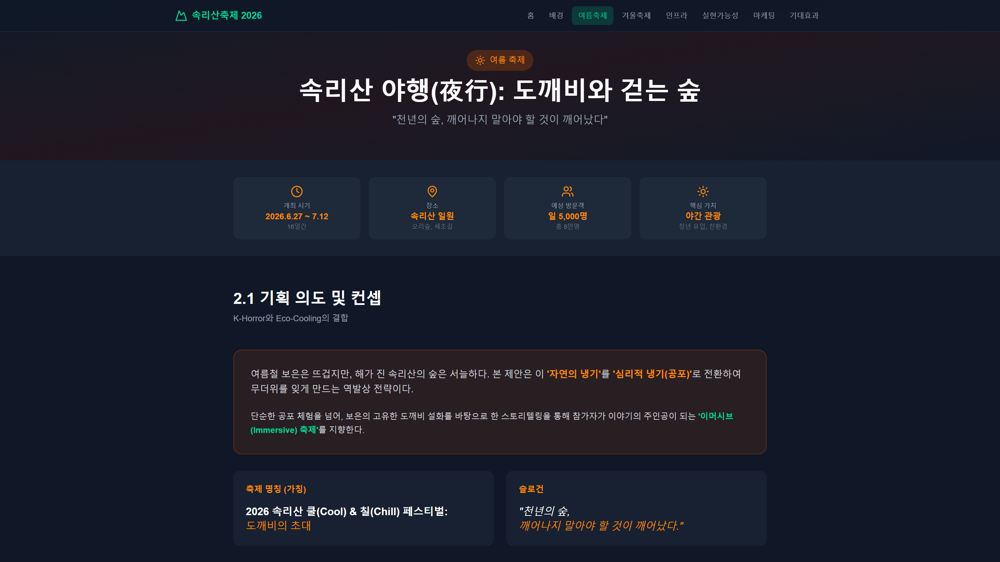 속리산축제 2026
홈 배경 여름축제 겨울축제 인프라 실현가능성 마케팅 기대효과
여름 축제
속리산 야행(夜行): 도깨비와 걷는 숲
"천년의 숲, 깨어나지 말아야 할 것이 깨어났다"
개최 시기
2026.6.27 ~ 7.12
16일간
장소
속리산 일원
오리숲, 세조길
예상 방문객
일 5,000명
총 8만명
핵심 가치
야간 관광
청년 유입, 친환경
2.1 기획 의도 및 컨셉
K-Horror와 Eco-Cooling의 결합
여름철 보은은 뜨겁지만, 해가 진 속리산의 숲은 서늘하다. 본 제안은 이 '자연의 냉기'를 '심리적 냉기(공포)'로 전환하여
무더위를 잊게 만드는 역발상 전략이다.
단순한 공포 체험을 넘어, 보은의 고유한 도깨비 설화를 바탕으로 한 스토리텔링을 통해 참가자가 이야기의 주인공이 되는 '이머시브
(Immersive) 축제'를 지향한다.
축제 명칭 (가칭)
2026 속리산 쿨(Cool) & 칠(Chill) 페스티벌:
도깨비의 초대
슬로건
"천년의 숲,
깨어나지 말아야 할 것이 깨어났다."